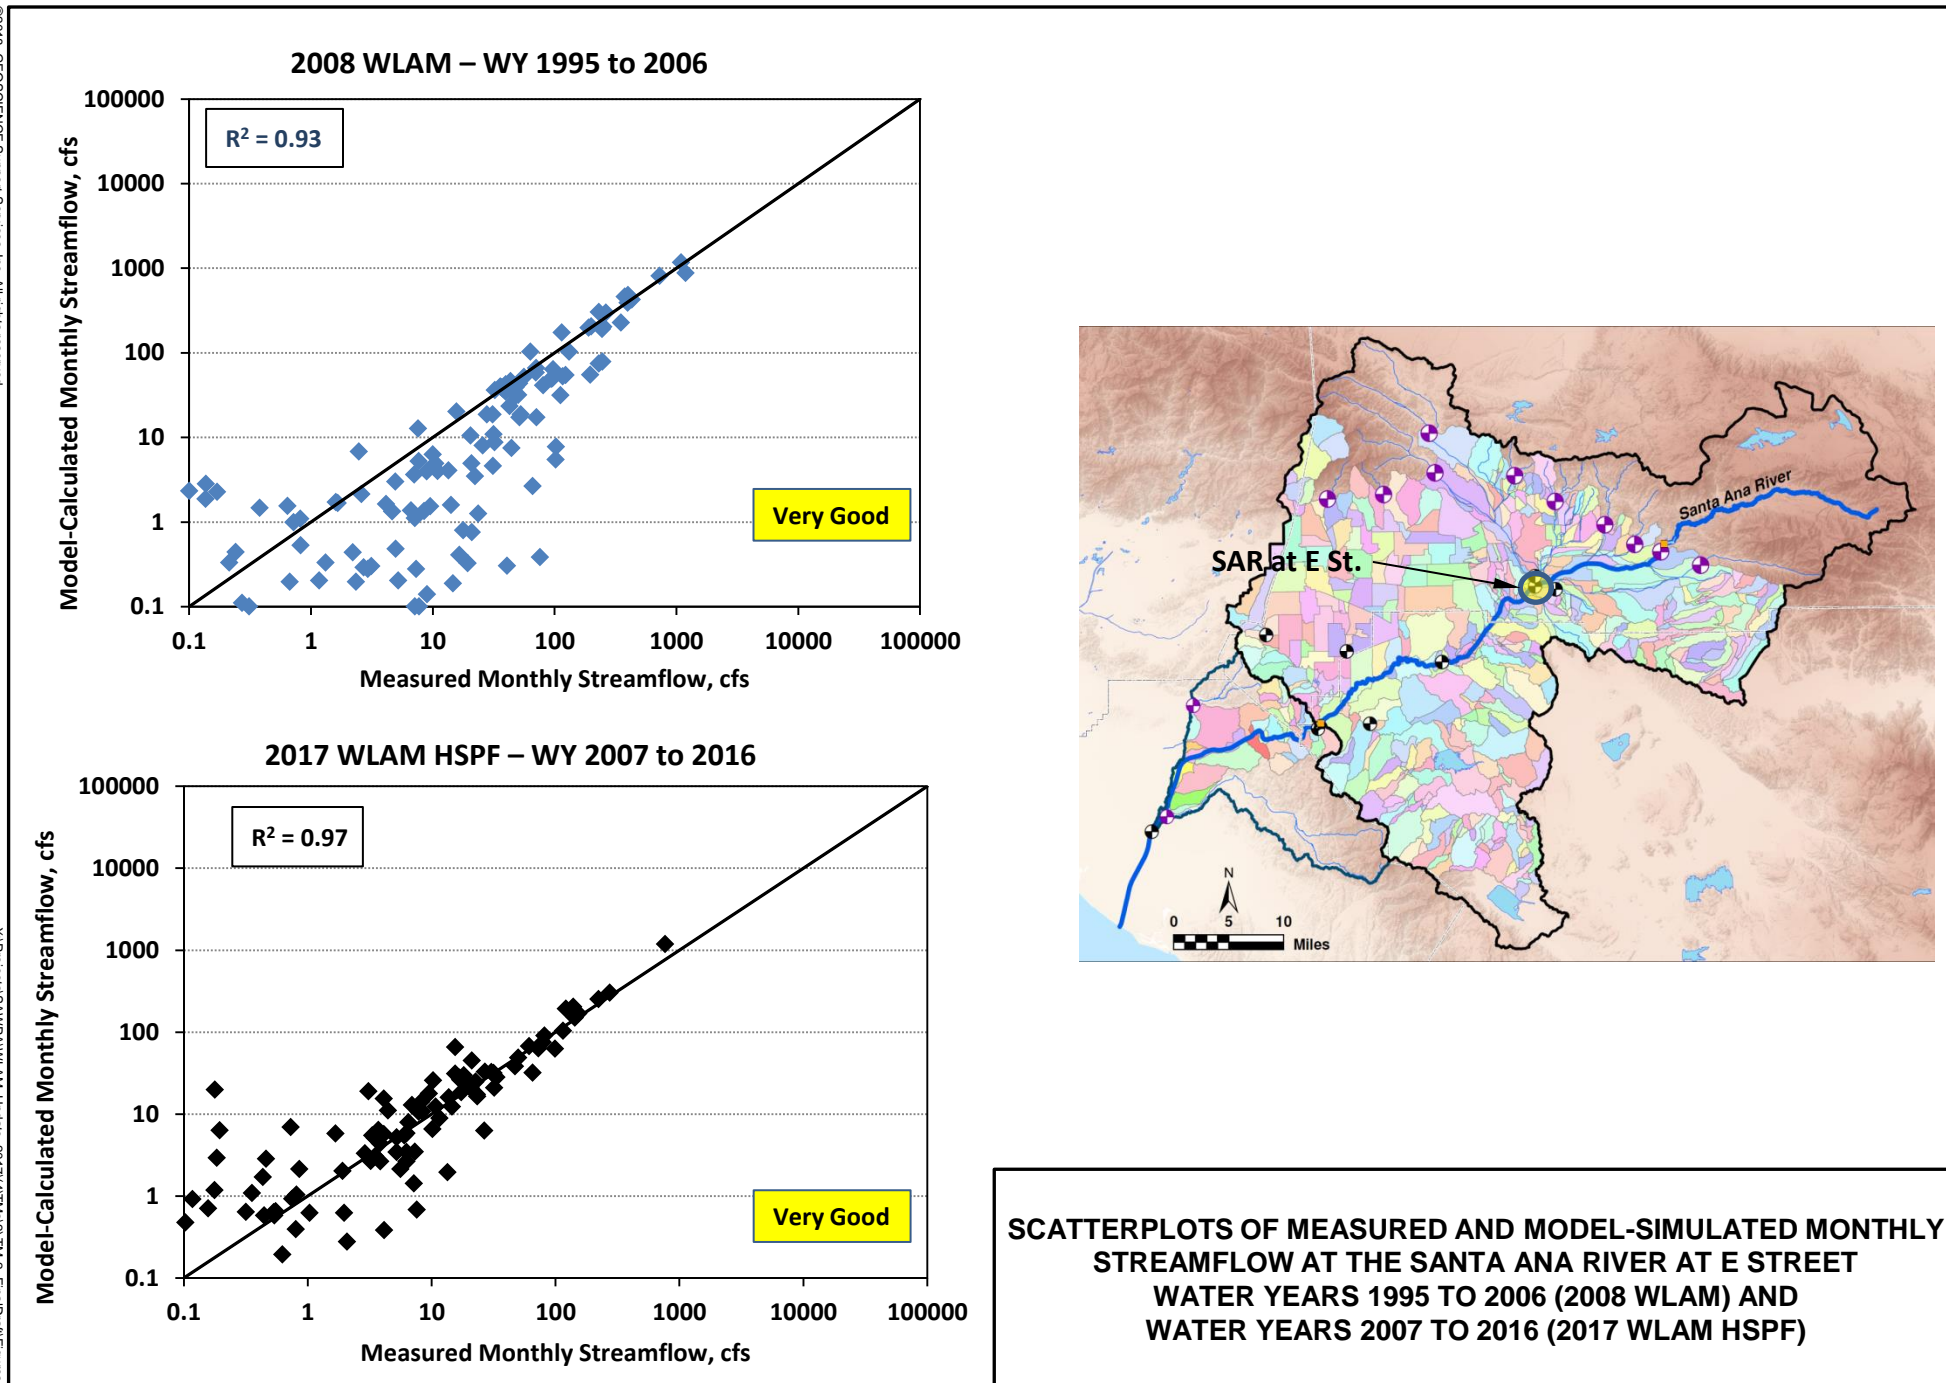 2008 WLAM – WY 1995 to 2006
100000
10000
1000
100
10
1
0.1
R² = 0.93
Very Good
0.1 1 10 100 1000 10000 100000
Model-Calculated Monthly Streamflow, cfs
Measured Monthly Streamflow, cfs
2017 WLAM HSPF – WY 2007 to 2016
100000
10000
1000
100
10
1
0.1
R² = 0.97
Very Good
0.1 1 10 100 1000 10000 100000
Model-Calculated Monthly Streamflow, cfs
Measured Monthly Streamflow, cfs
Santa Ana River
SAR at E St.
N
0 5 10
Miles
SCATTERPLOTS OF MEASURED AND MODEL-SIMULATED MONTHLY
STREAMFLOW AT THE SANTA ANA RIVER AT E STREET
WATER YEARS 1995 TO 2006 (2008 WLAM) AND
WATER YEARS 2007 TO 2016 (2017 WLAM HSPF)